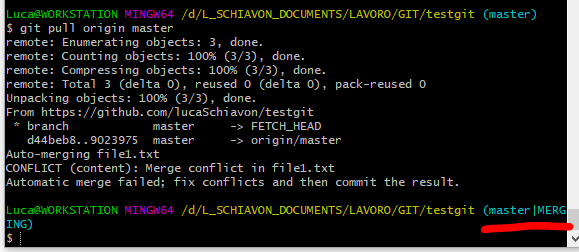 Luca@WORKSTATION MINGW64 /d/L_SCHIAVON_DOCUMENTS/LAVORO/GIT/testgit (master)
$ git pull origin master
remote: Enumerating objects: 3, done.
remote: Counting objects: 100% (3/3), done.
remote: Compressing objects: 100% (3/3), done.
remote: Total 3 (delta 0), reused 0 (delta 0), pack-reused 0
Unpacking objects: 100% (3/3), done.
From https://github.com/lucaSchiavon/testgit
 * branch            master     -> FETCH_HEAD
   d44beb8..9023975  master     -> origin/master
Auto-merging file1.txt
CONFLICT (content): Merge conflict in file1.txt
Automatic merge failed; fix conflicts and then commit the result.
Luca@WORKSTATION MINGW64 /d/L_SCHIAVON_DOCUMENTS/LAVORO/GIT/testgit (master|MERG
ING)
$